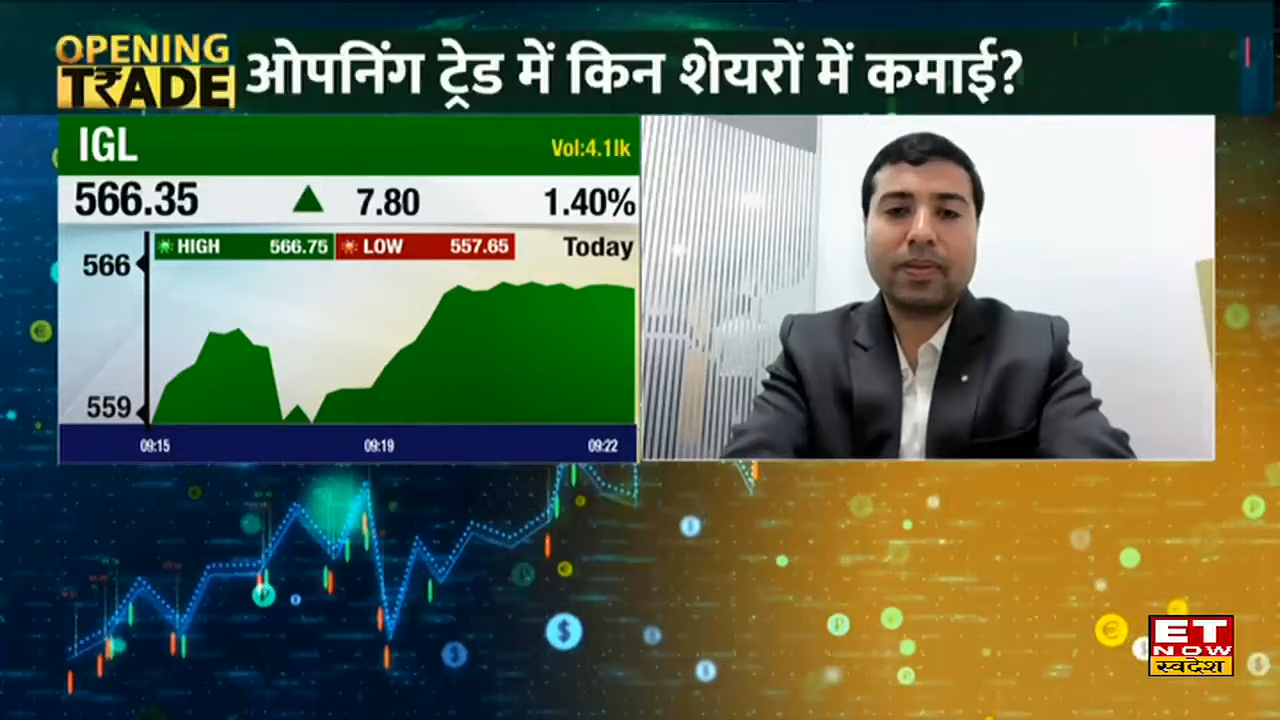 OPENING
TRADE
ओपनिंग ट्रेड में किन शेयरों में कमाई?
IGL
Vol:4.1lk
566.35 ▲ 7.80 1.40%
HIGH 566.75 LOW 557.65 Today
566
559
09:15 09:19 09:22
ET
NOW
स्वदेश